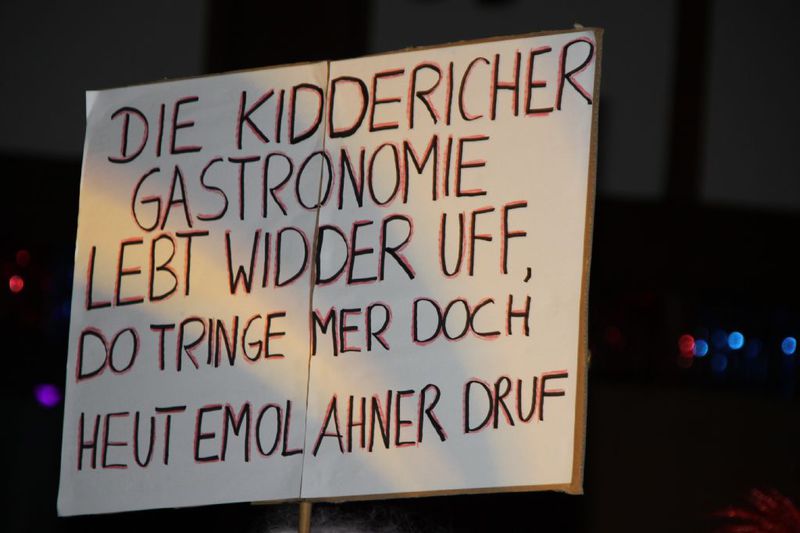 DIE KIDDERICHER
GASTRONOMIE
LEBT WIDDER UFF,
DO TRINGE MER DOCH
HEUT EMOL AHNER DRUF